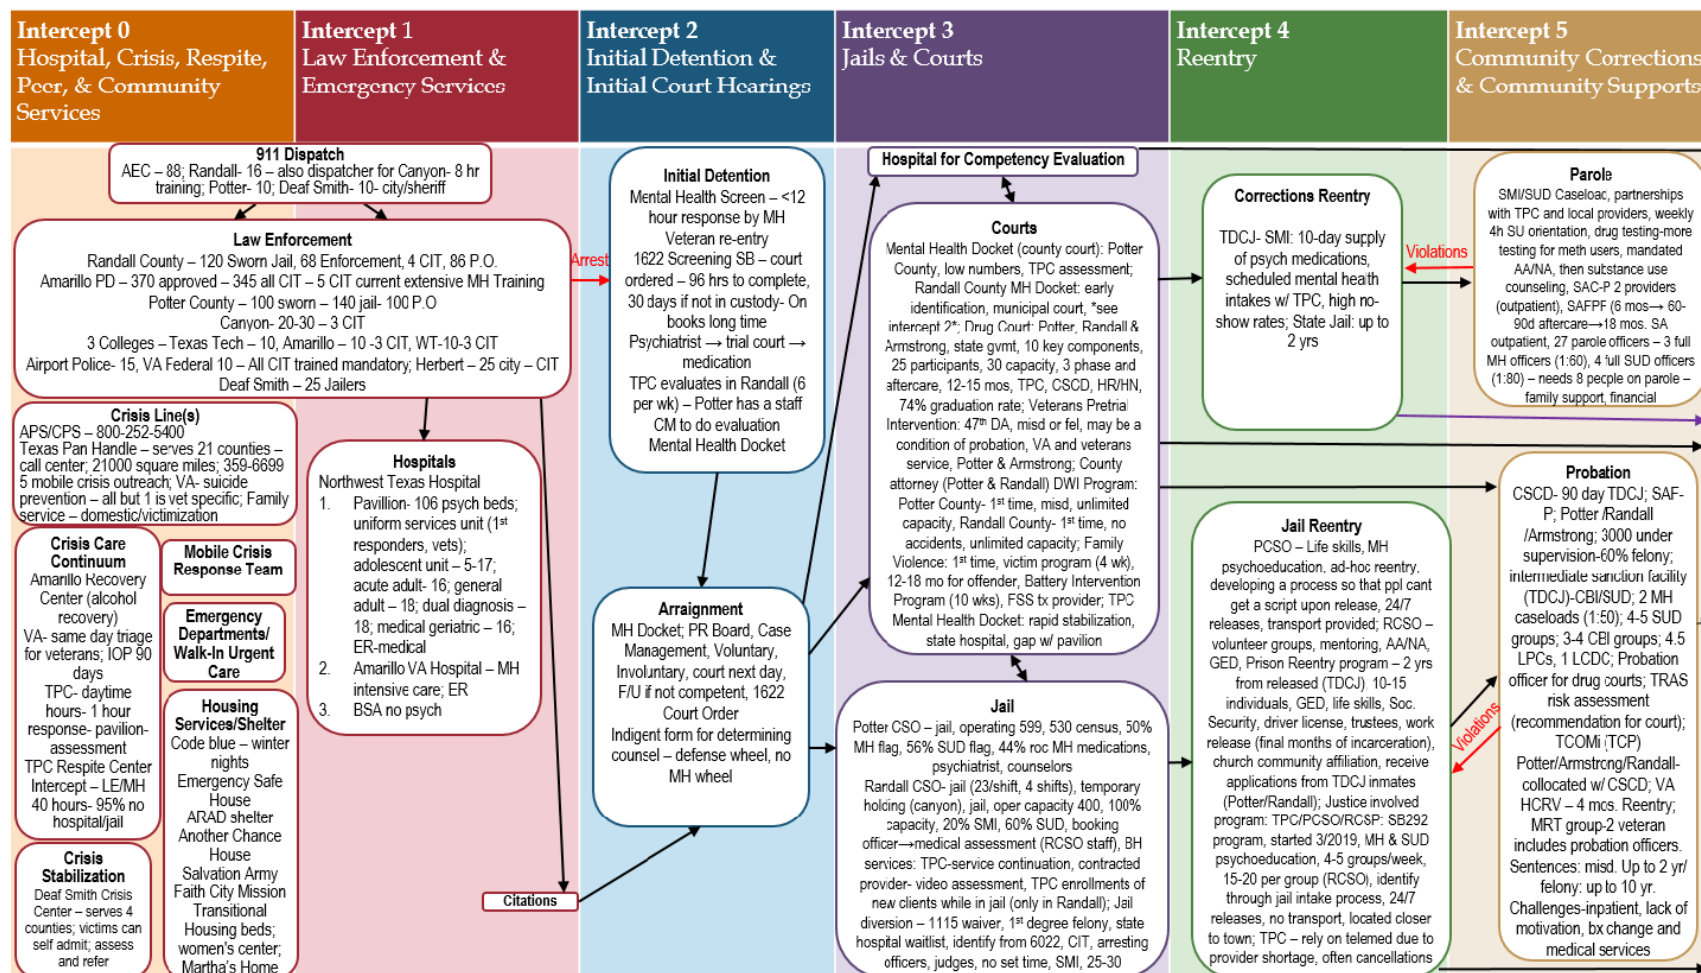 Intercept 0
Hospital, Crisis, Respite,
Peer, & Community
Services
Intercept 1
Law Enforcement &
Emergency Services
Intercept 2
Initial Detention &
Initial Court Hearings
Intercept 3
Jails & Courts
Intercept 4
Reentry
Intercept 5
Community Corrections
& Community Supports
911 Dispatch
AEC – 88; Randall- 16 – also dispatcher for Canyon- 8 hr
training; Potter- 10; Deaf Smith- 10- city/sheriff
Law Enforcement
Randall County – 120 Sworn Jail, 68 Enforcement, 4 CIT, 86 P.O.
Amarillo PD – 370 approved – 345 all CIT – 5 CIT current extensive MH Training
Potter County – 100 sworn – 140 jail- 100 P.O
Canyon- 20-30 – 3 CIT
3 Colleges – Texas Tech – 10, Amarillo – 10 -3 CIT, WT-10-3 CIT
Airport Police- 15, VA Federal 10 – All CIT trained mandatory; Herbert – 25 city – CIT
Deaf Smith – 25 Jailers
Arrest
Crisis Line(s)
APS/CPS – 800-252-5400
Texas Pan Handle – serves 21 counties –
call center; 21000 square miles; 359-6699
5 mobile crisis outreach; VA- suicide
prevention – all but 1 is vet specific; Family
service – domestic/victimization
Crisis Care
Continuum
Amarillo Recovery
Center (alcohol
recovery)
VA- same day triage
for veterans; IOP 90
days
TPC- daytime
hours- 1 hour
response- pavilion-
assessment
TPC Respite Center
Intercept – LE/MH
40 hours- 95% no
hospital/jail
Crisis
Stabilization
Deaf Smith Crisis
Center – serves 4
counties; victims can
self admit; assess
and refer
Mobile Crisis
Response Team
Emergency
Departments/
Walk-In Urgent
Care
Housing
Services/Shelter
Code blue – winter
nights
Emergency Safe
House
ARAD shelter
Another Chance
House
Salvation Army
Faith City Mission
Transitional
Housing beds;
women's center;
Martha's Home
Hospitals
Northwest Texas Hospital
1. Pavillion- 106 psych beds;
uniform services unit (1st
responders, vets);
adolescent unit – 5-17;
acute adult- 16; general
adult – 18; dual diagnosis –
18; medical geriatric – 16;
ER-medical
2. Amarillo VA Hospital – MH
intensive care; ER
3. BSA no psych
Citations
Initial Detention
Mental Health Screen – <12
hour response by MH
Veteran re-entry
1622 Screening SB – court
ordered – 96 hrs to complete,
30 days if not in custody- On
books long time
Psychiatrist → trial court →
medication
TPC evaluates in Randall (6
per wk) – Potter has a staff
CM to do evaluation
Mental Health Docket
Arraignment
MH Docket; PR Board, Case
Management, Voluntary,
Involuntary, court next day,
F/U if not competent, 1622
Court Order
Indigent form for determining
counsel – defense wheel, no
MH wheel
Hospital for Competency Evaluation
Courts
Mental Health Docket (county court): Potter
County, low numbers, TPC assessment;
Randall County MH Docket: early
identification, municipal court, *see
intercept 2*; Drug Court: Potter, Randall &
Armstrong, state gvmt, 10 key components,
25 participants, 30 capacity, 3 phase and
aftercare, 12-15 mos, TPC, CSCD, HR/HN,
74% graduation rate; Veterans Pretrial
Intervention: 47th DA, misd or fel, may be a
condition of probation, VA and veterans
service, Potter & Armstrong; County
attorney (Potter & Randall) DWI Program:
Potter County- 1st time, misd, unlimited
capacity, Randall County- 1st time, no
accidents, unlimited capacity; Family
Violence: 1st time, victim program (4 wk),
12-18 mo for offender, Battery Intervention
Program (10 wks), FSS tx provider; TPC
Mental Health Docket: rapid stabilization,
state hospital, gap w/ pavilion
Jail
Potter CSO – jail, operating 599, 530 census, 50%
MH flag, 56% SUD flag, 44% roc MH medications,
psychiatrist, counselors
Randall CSO- jail (23/shift, 4 shifts), temporary
holding (canyon), jail, oper capacity 400, 100%
capacity, 20% SMI, 60% SUD, booking
officer→medical assessment (RCSO staff), BH
services: TPC-service continuation, contracted
provider- video assessment, TPC enrollments of
new clients while in jail (only in Randall); Jail
diversion – 1115 waiver, 1st degree felony, state
hospital waitlist, identify from 6022, CIT, arresting
officers, judges, no set time, SMI, 25-30
Corrections Reentry
TDCJ- SMI: 10-day supply
of psych medications,
scheduled mental health
intakes w/ TPC, high no-
show rates; State Jail: up to
2 yrs
Violations
Jail Reentry
PCSO – Life skills, MH
psychoeducation, ad-hoc reentry,
developing a process so that ppl cant
get a script upon release, 24/7
releases, transport provided; RCSO –
volunteer groups, mentoring, AA/NA,
GED, Prison Reentry program – 2 yrs
from released (TDCJ), 10-15
individuals, GED, life skills, Soc.
Security, driver license, trustees, work
release (final months of incarceration),
church community affiliation, receive
applications from TDCJ inmates
(Potter/Randall); Justice involved
program: TPC/PCSO/RCSP: SB292
program, started 3/2019, MH & SUD
psychoeducation, 4-5 groups/week,
15-20 per group (RCSO), identify
through jail intake process, 24/7
releases, no transport, located closer
to town; TPC – rely on telemed due to
provider shortage, often cancellations
Violations
Parole
SMI/SUD Caseload, partnerships
with TPC and local providers, weekly
4h SU orientation, drug testing-more
testing for meth users, mandated
AA/NA, then substance use
counseling, SAC-P 2 providers
(outpatient), SAFPF (6 mos→ 60-
90d aftercare→18 mos. SA
outpatient, 27 parole officers – 3 full
MH officers (1:60), 4 full SUD officers
(1:80) – needs 8 people on parole –
family support, financial
Probation
CSCD- 90 day TDCJ; SAF-
P; Potter /Randall
/Armstrong; 3000 under
supervision-60% felony;
intermediate sanction facility
(TDCJ)-CBI/SUD; 2 MH
caseloads (1:50); 4-5 SUD
groups; 3-4 CBI groups; 4.5
LPCs, 1 LCDC; Probation
officer for drug courts; TRAS
risk assessment
(recommendation for court);
TCOMi (TCP)
Potter/Armstrong/Randall-
collocated w/ CSCD; VA
HCRV – 4 mos. Reentry;
MRT group-2 veteran
includes probation officers.
Sentences: misd. Up to 2 yr/
felony: up to 10 yr.
Challenges-inpatient, lack of
motivation, bx change and
medical services